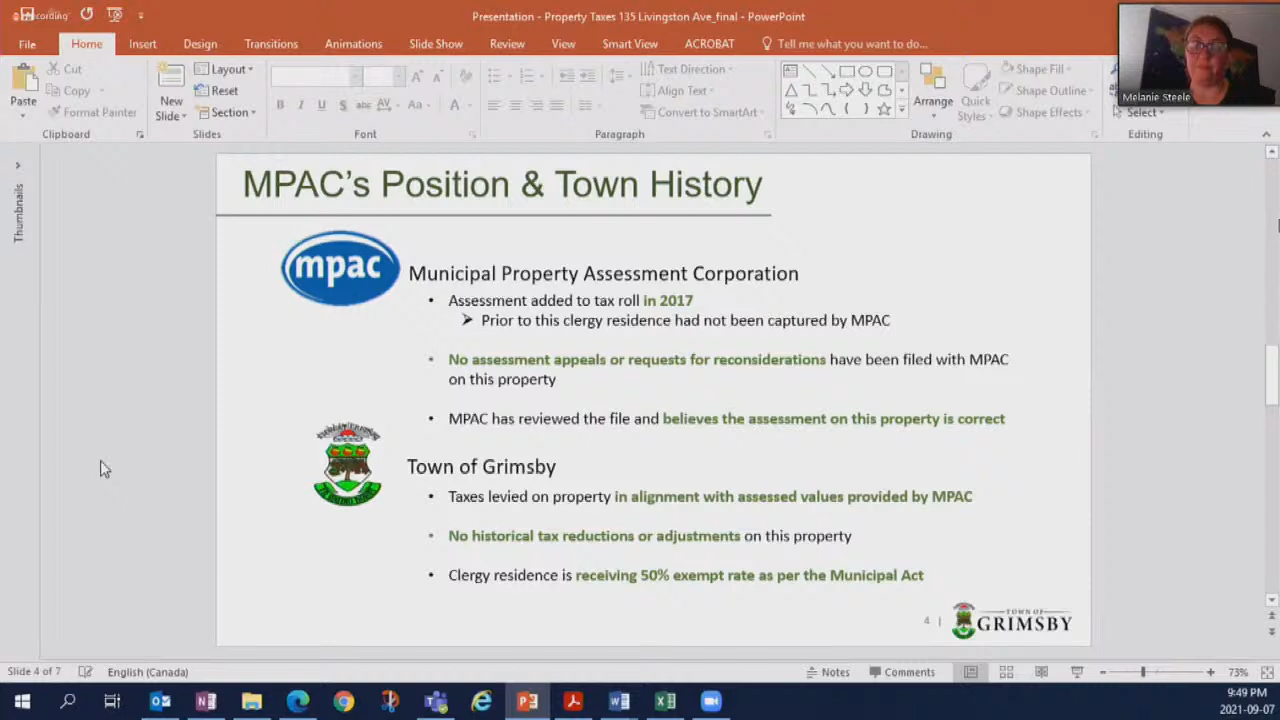 Recording
Presentation - Property Taxes 135 Livingston Ave_final - PowerPoint
File Home Insert Design Transitions Animations Slide Show Review View Smart View ACROBAT Tell me what you want to do...
Melanie Steele
Paste Cut
Copy
Format Painter
Clipboard
New Slide Layout
Reset
Section
Slides
B I U S abc AV Aa A
Font
Text Direction
Align Text
Convert to SmartArt
Paragraph
Arrange
Quick Styles
Shape Fill
Shape Outline
Shape Effects
Drawing
Select
Editing
Thumbnails
MPAC's Position & Town History
mpac
Municipal Property Assessment Corporation
• Assessment added to tax roll in 2017
➤ Prior to this clergy residence had not been captured by MPAC
• No assessment appeals or requests for reconsiderations have been filed with MPAC
on this property
• MPAC has reviewed the file and believes the assessment on this property is correct
Town of Grimsby
• Taxes levied on property in alignment with assessed values provided by MPAC
• No historical tax reductions or adjustments on this property
• Clergy residence is receiving 50% exempt rate as per the Municipal Act
4 |
TOWN OF
GRIMSBY
Slide 4 of 7 English (Canada) Notes Comments 73%
9:49 PM
2021-09-07